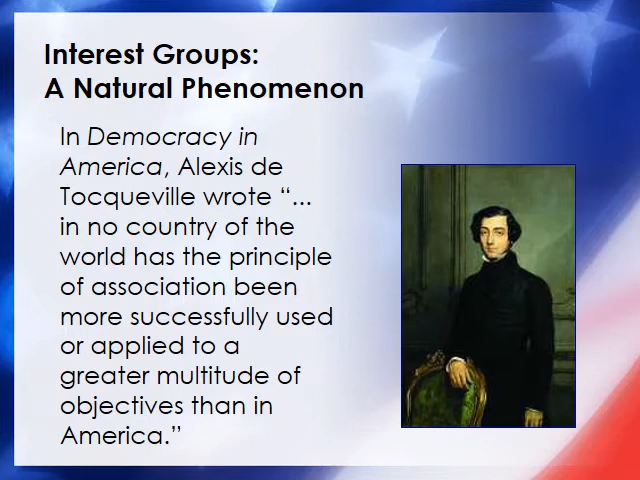 Interest Groups:
A Natural Phenomenon
In Democracy in
America, Alexis de
Tocqueville wrote “...
in no country of the
world has the principle
of association been
more successfully used
or applied to a
greater multitude of
objectives than in
America.”